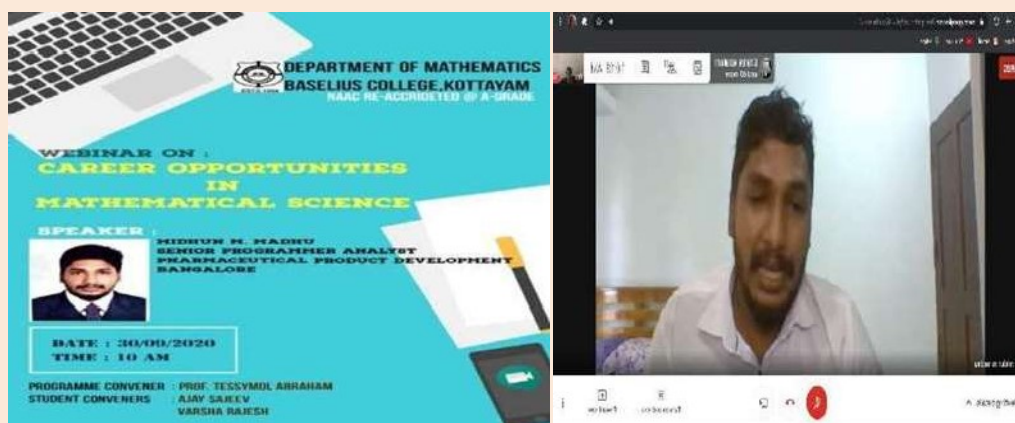 DEPARTMENT OF MATHEMATICS
BASELIUS COLLEGE,KOTTAYAM
NAAC RE-ACCRIDETED @ A-GRADE
WEBINAR ON :
CAREER OPPORTUNITIES
IN
MATHEMATICAL SCIENCE
SPEAKER :
MIDHUN M. MADHU
SENIOR PROGRAMMER ANALYST
PHARMACEUTICAL PRODUCT DEVELOPMENT
BANGALORE
DATE : 30/09/2020
TIME : 10 AM
PROGRAMME CONVENER : PROF. TESSYMOL ABRAHAM
STUDENT CONVENERS : AJAY SAJEEV
VARSHA RAJESH